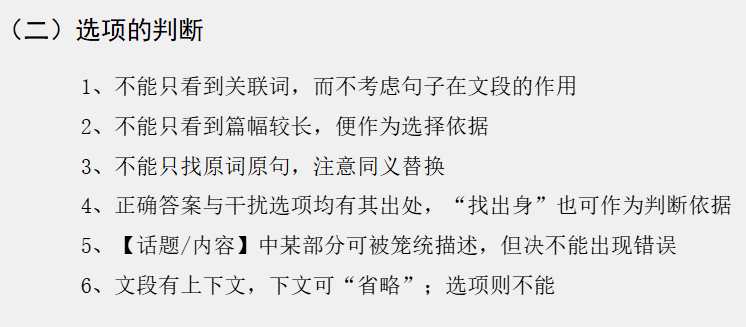 （二）选项的判断
1、不能只看到关联词，而不考虑句子在文段的作用
2、不能只看到篇幅较长，便作为选择依据
3、不能只找原词原句，注意同义替换
4、正确答案与干扰选项均有其出处，“找出身”也可作为判断依据
5、【话题/内容】中某部分可被笼统描述，但决不能出现错误
6、文段有上下文，下文可“省略”；选项则不能